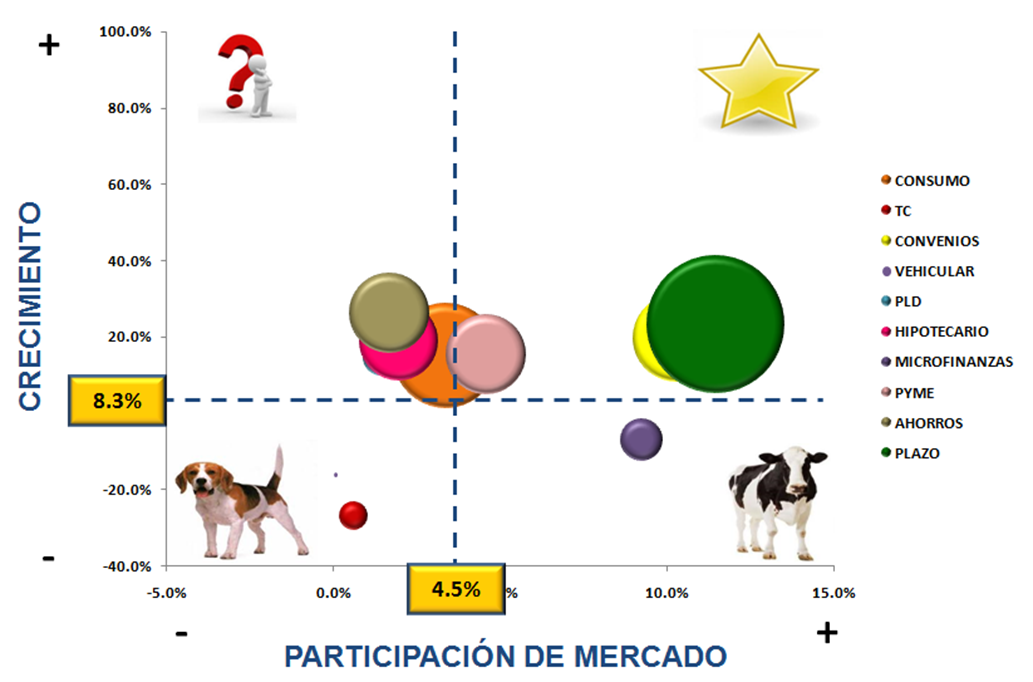 +
100.0%
80.0%
60.0%
40.0%
20.0%
8.3%
-20.0%
-40.0%
-
CRECIMIENTO
-5.0%
0.0%
4.5%
%
10.0%
15.0%
-
+
PARTICIPACIÓN DE MERCADO
CONSUMO
TC
CONVENIOS
VEHICULAR
PLD
HIPOTECARIO
MICROFINANZAS
PYME
AHORROS
PLAZO